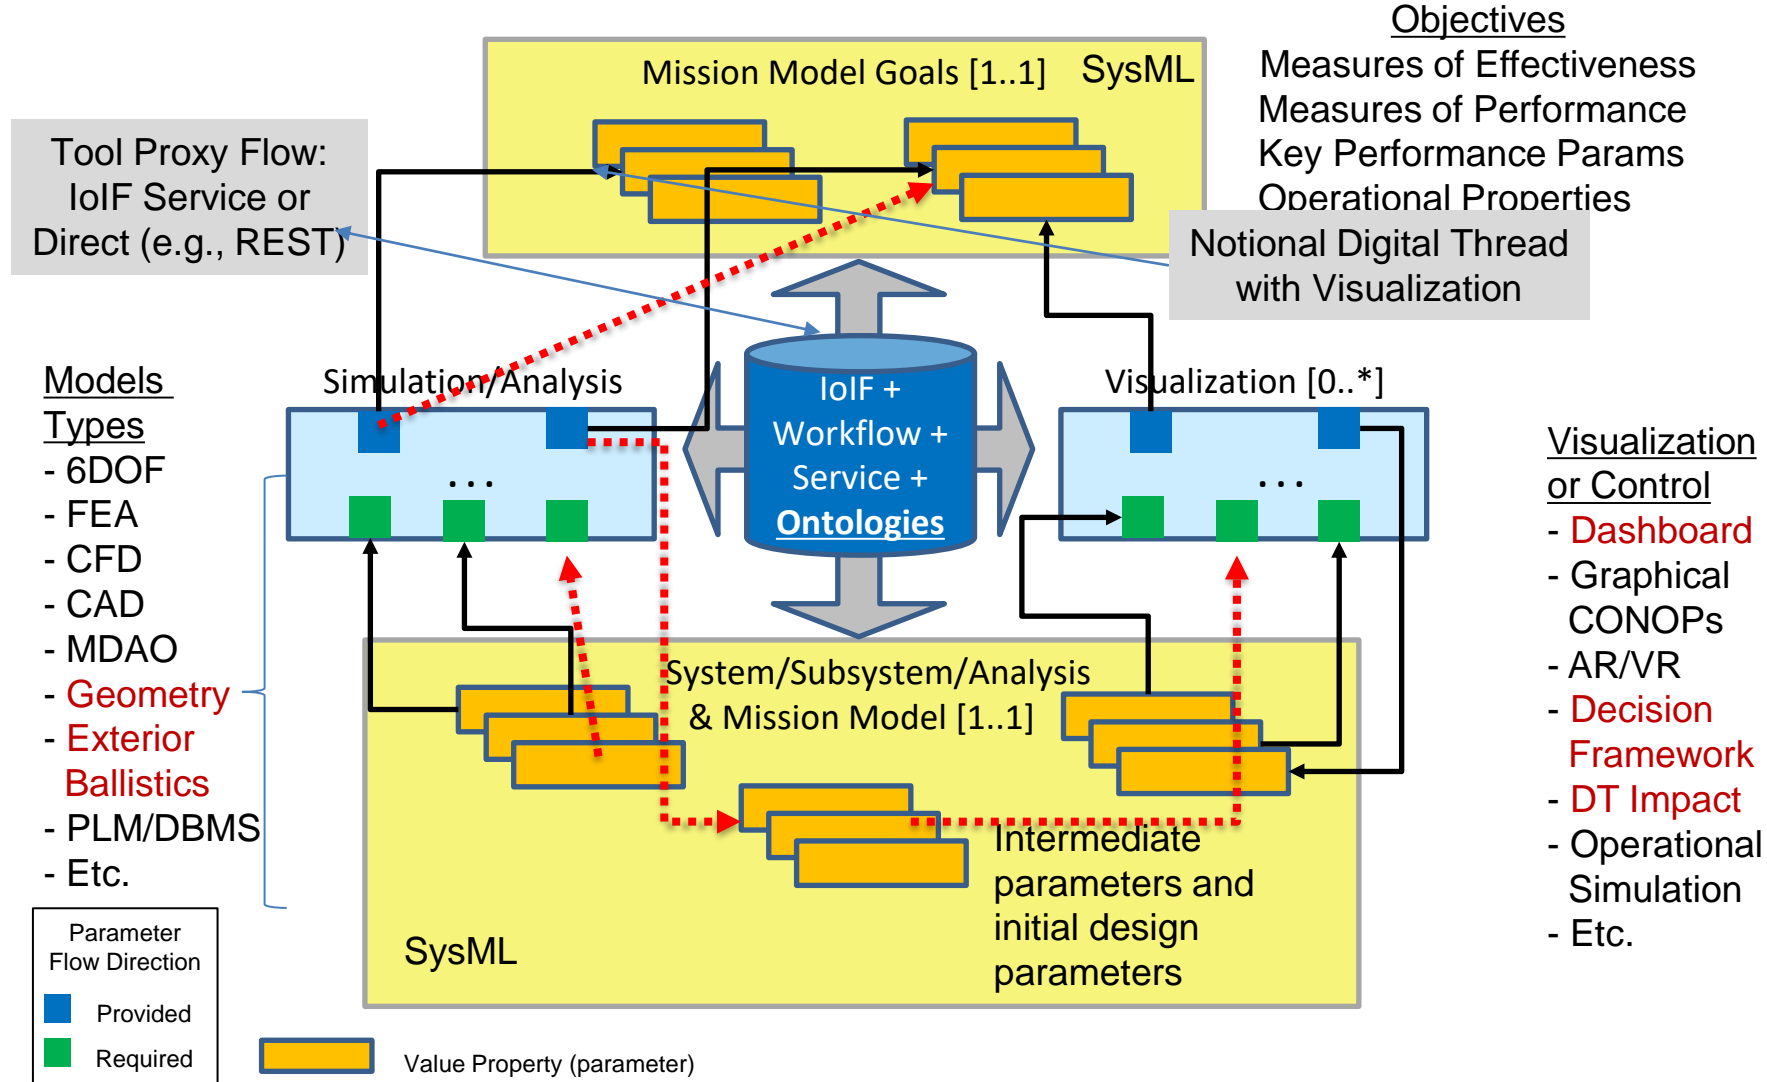 Objectives
Measures of Effectiveness
Measures of Performance
Key Performance Params
Operational Properties
Mission Model Goals [1..1]
SysML
Tool Proxy Flow:
IoIF Service or
Direct (e.g., REST)
Notional Digital Thread
with Visualization
Models
Types
- 6DOF
- FEA
- CFD
- CAD
- MDAO
- Geometry
- Exterior
Ballistics
- PLM/DBMS
- Etc.
Simulation/Analysis
...
IoIF +
Workflow +
Service +
Ontologies
Visualization [0..*]
...
Visualization
or Control
- Dashboard
- Graphical
CONOPs
- AR/VR
- Decision
Framework
- DT Impact
- Operational
Simulation
- Etc.
System/Subsystem/Analysis
& Mission Model [1..1]
Intermediate
parameters and
initial design
parameters
SysML
Parameter
Flow Direction
Provided
Required
Value Property (parameter)